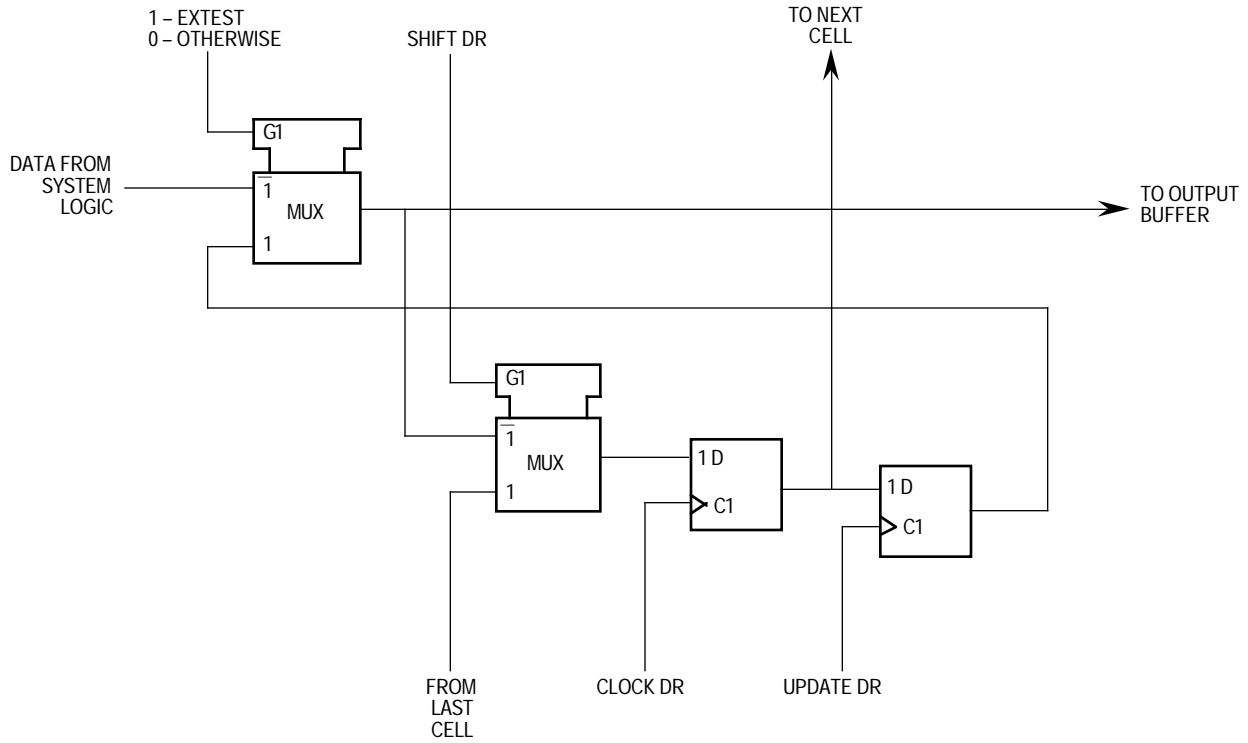 1 – EXTEST
0 – OTHERWISE
SHIFT DR
TO NEXT
CELL
G1
DATA FROM
SYSTEM
LOGIC
1̅
MUX
1
TO OUTPUT
BUFFER
G1
1̅
MUX
1
1 D
C1
1 D
C1
FROM
LAST
CELL
CLOCK DR
UPDATE DR